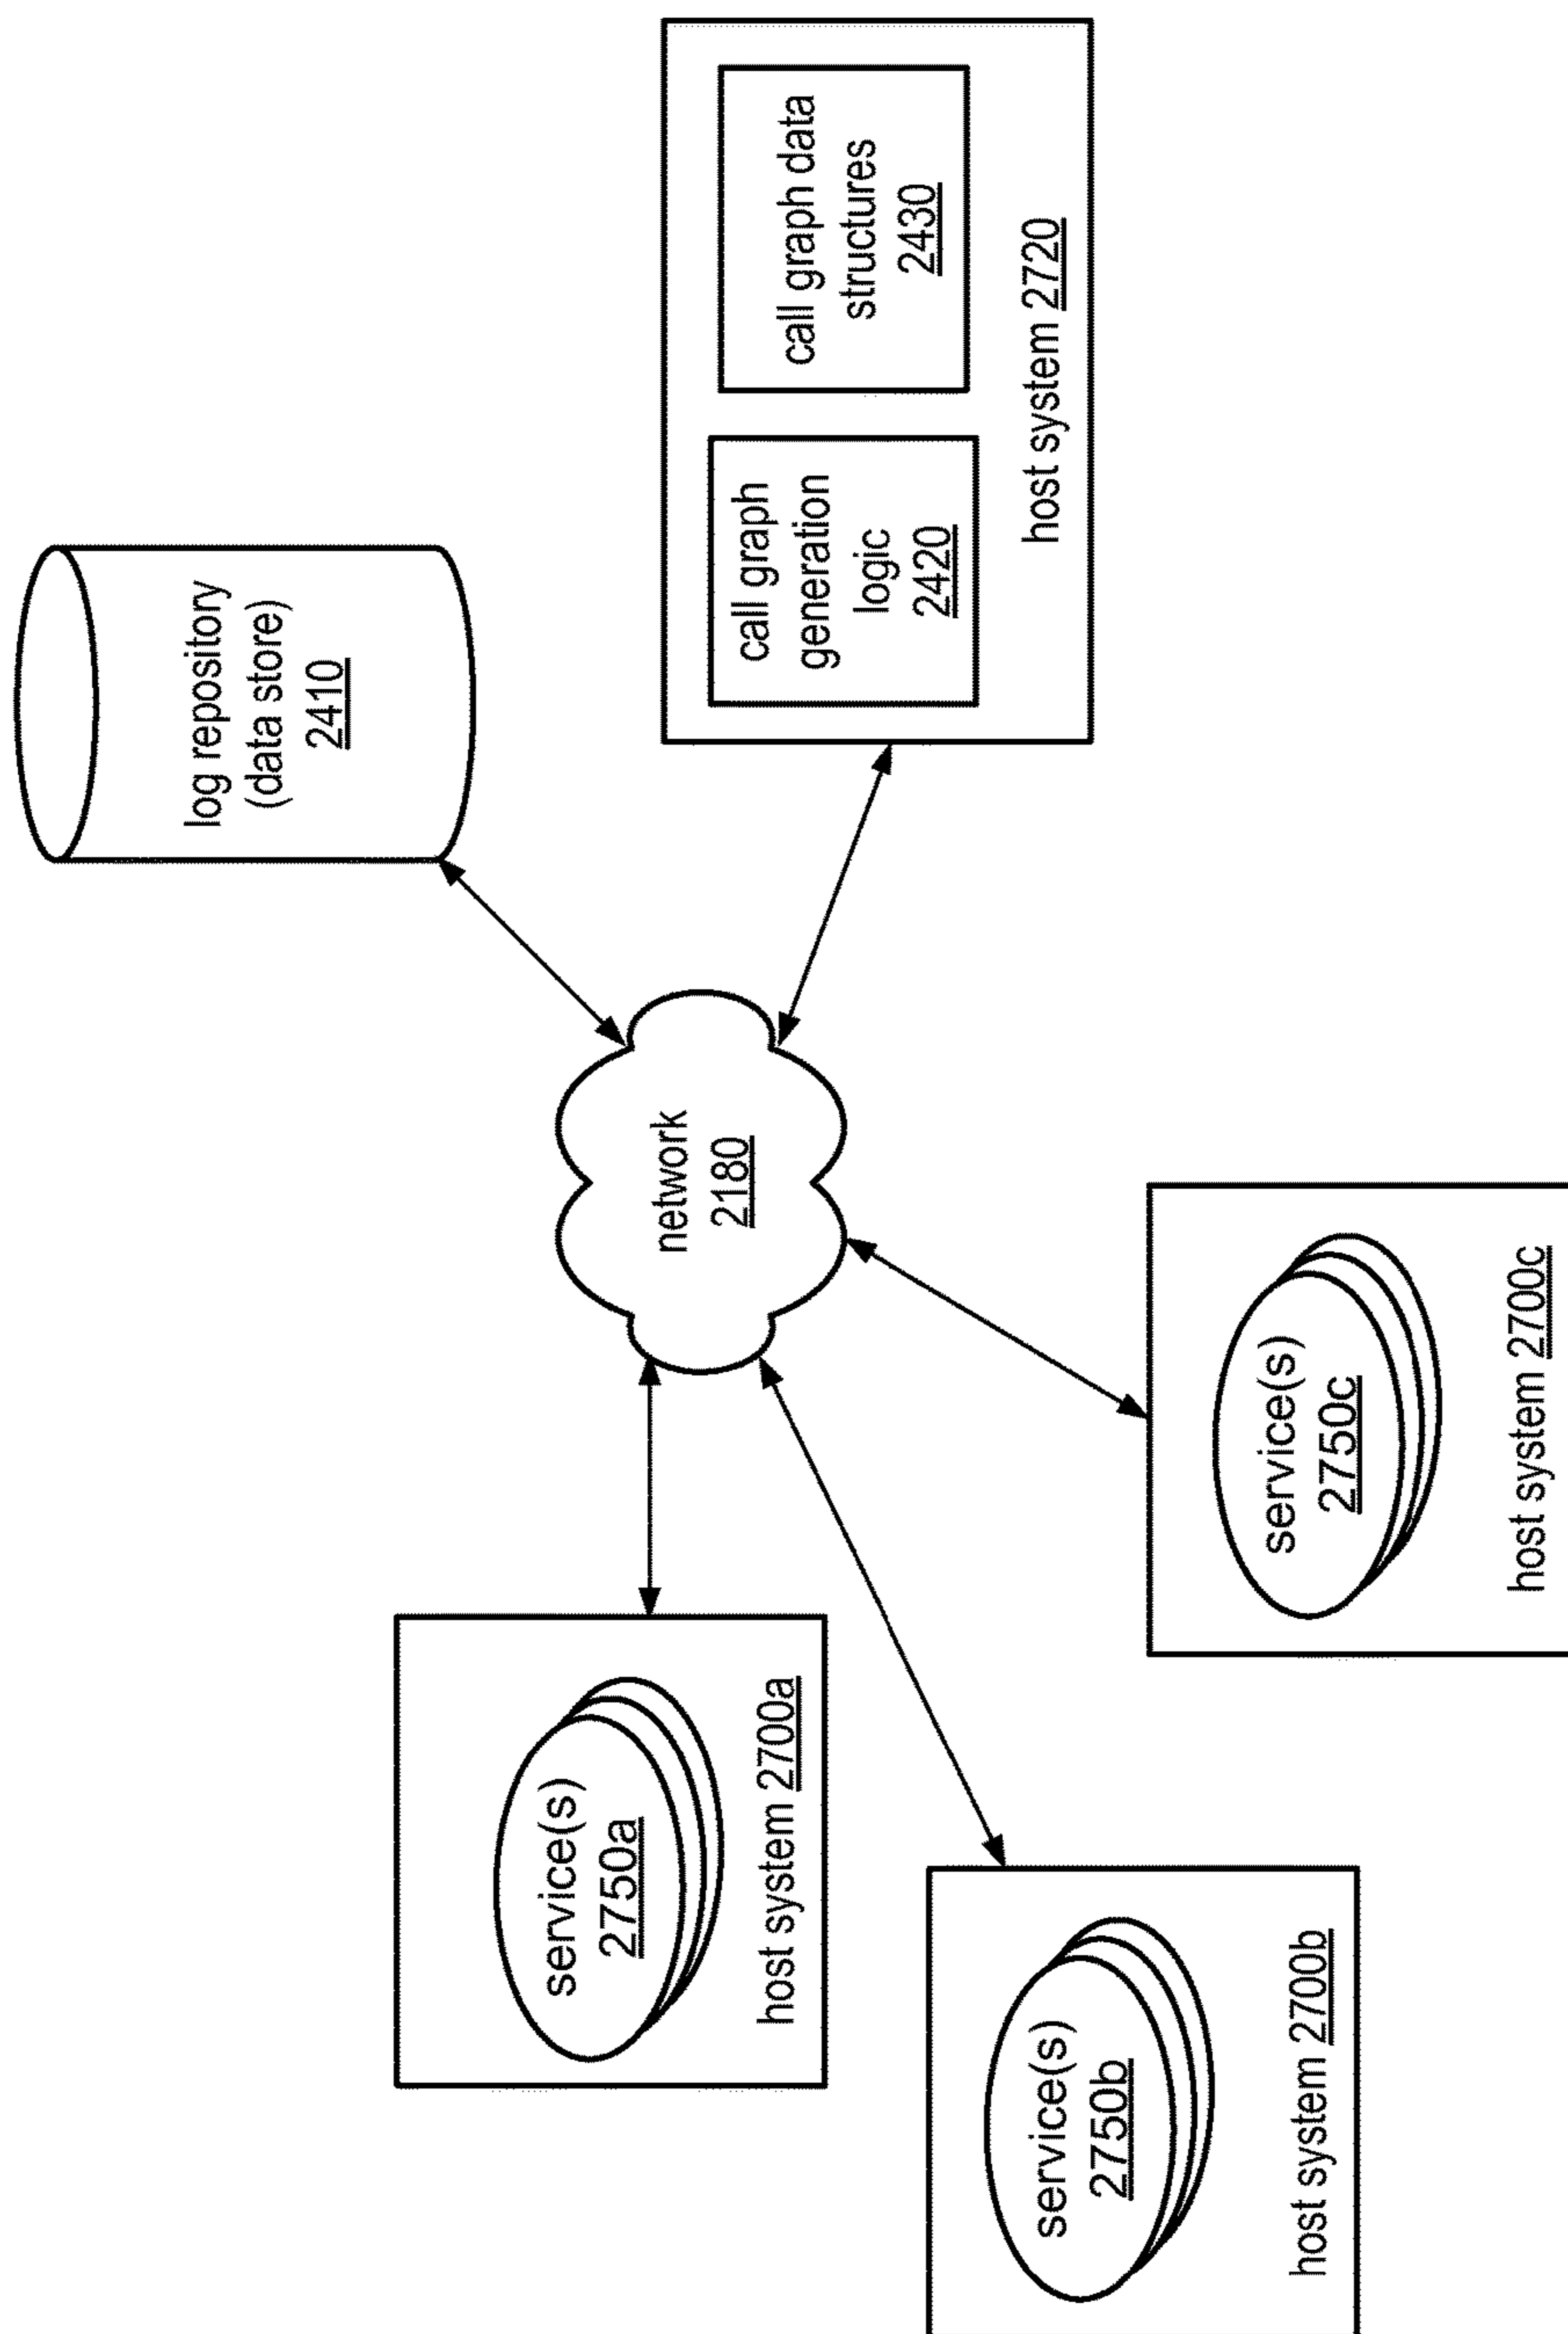 log repository
(data store)
2410
call graph
generation
logic
2420
call graph data
structures
2430
host system 2720
network
2180
service(s)
2750a
host system 2700a
service(s)
2750b
host system 2700b
service(s)
2750c
host system 2700c